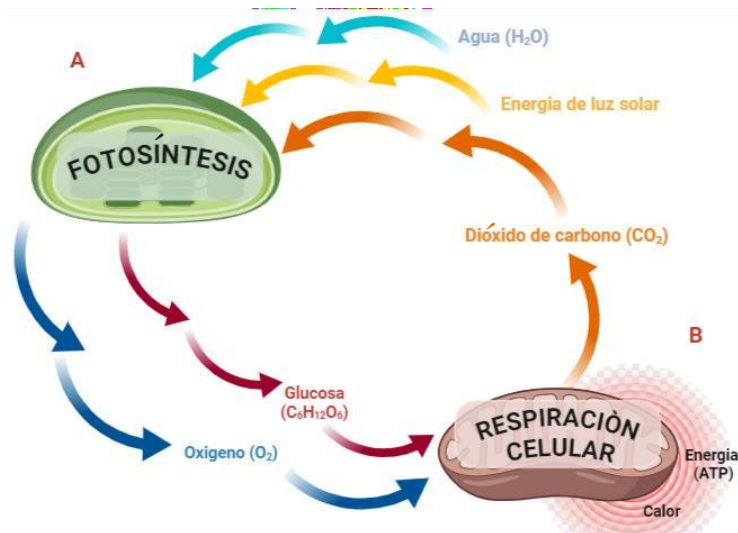 Agua (H₂O)
A
Energia de luz solar
FOTOSÍNTESIS
Dióxido de carbono (CO₂)
B
Glucosa
(C₆H₁₂O₆)
RESPIRACIÒN
CELULAR
Oxigeno (O₂)
Energia
(ATP)
Calor